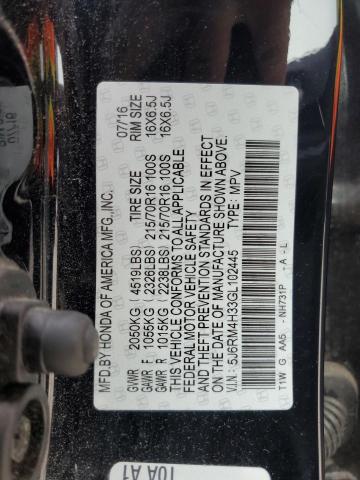 MFD.BY HONDA OF AMERICA MFG.,INC. 07/16
TIRE SIZE RIM SIZE
GVWR 2050KG (4519LBS)
GAWR F 1055KG (2326LBS) 215/70R16 100S 16X6.5J
GAWR R 1015KG (2238LBS) 215/70R16 100S 16X6.5J
THIS VEHICLE CONFORMS TO ALL APPLICABLE
FEDERAL MOTOR VEHICLE SAFETY
AND THEFT PREVENTION STANDARDS IN EFFECT
ON THE DATE OF MANUFACTURE SHOWN ABOVE.
V.I.N.: 5J6RM4H33GL102445 TYPE: MPV
T1W G AA5 - NH731P - A - L
10A A1